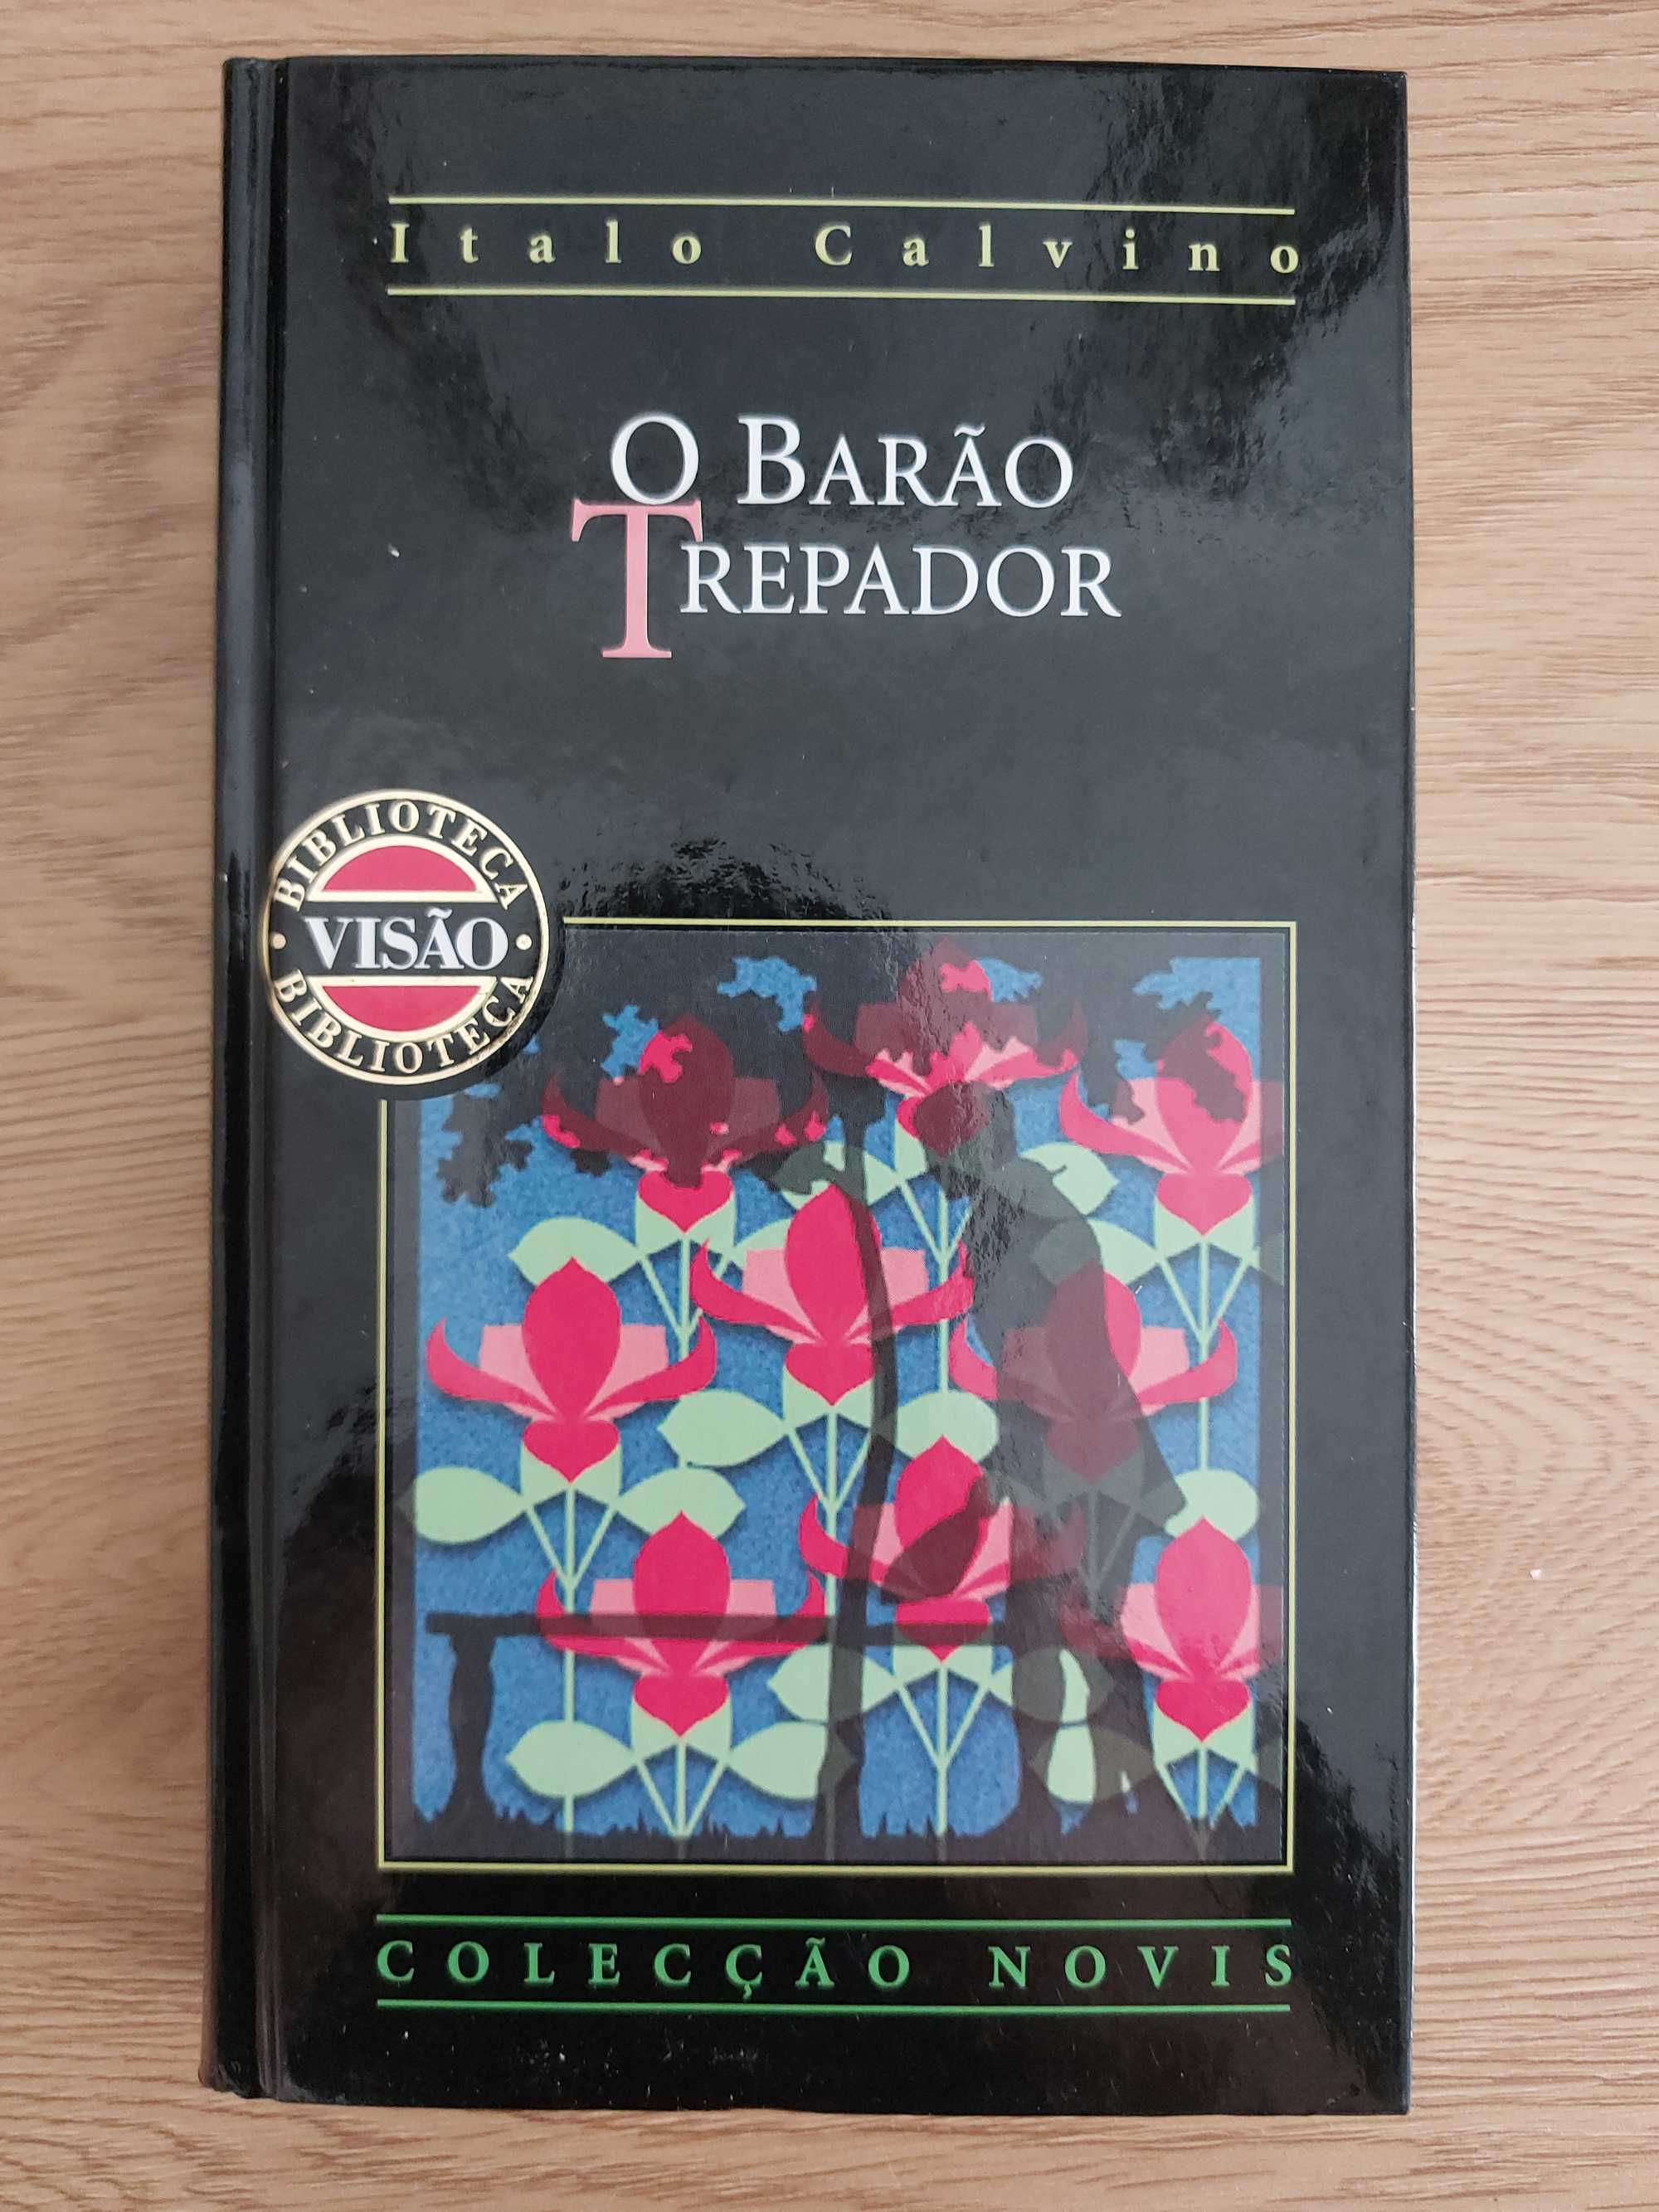 Italo Calvino
O BARÃO
TREPADOR
BIBLIOTECA
VISÃO
BIBLIOTECA
COLECÇÃO NOVIS